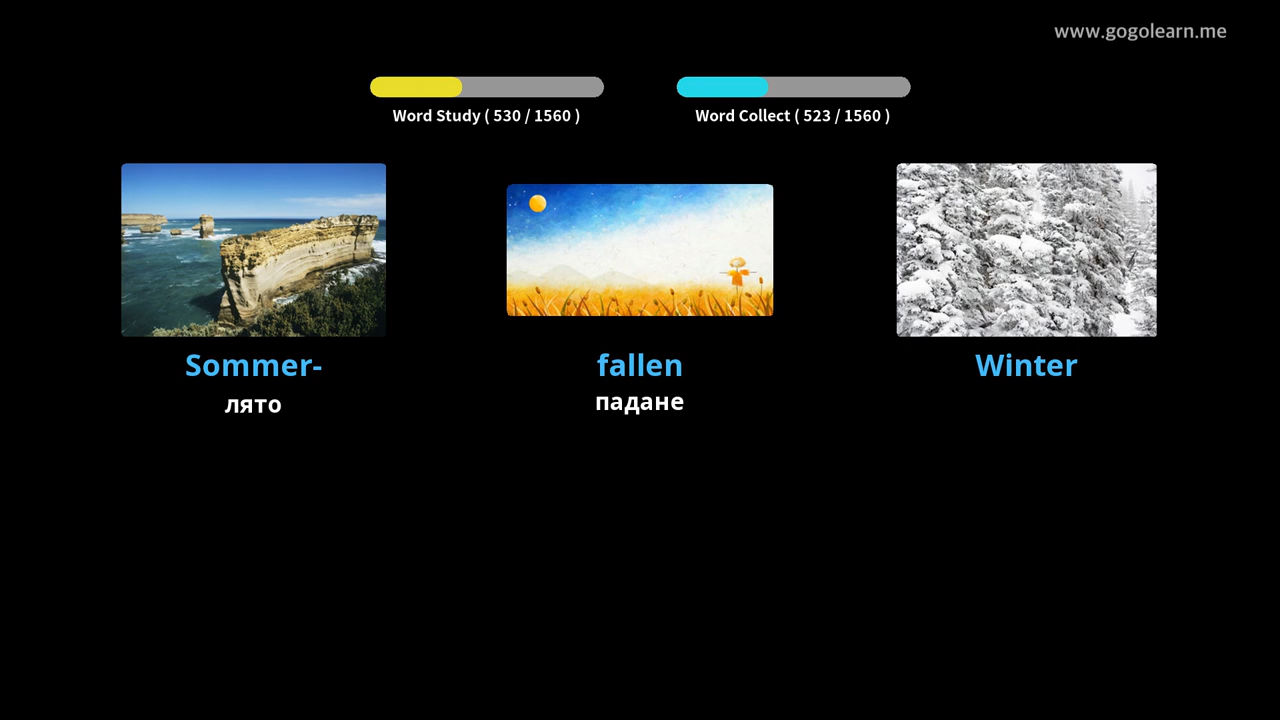 www.gogolearn.me
Word Study ( 530 / 1560 )
Word Collect ( 523 / 1560 )
Sommer-
fallen
Winter
лято
падане